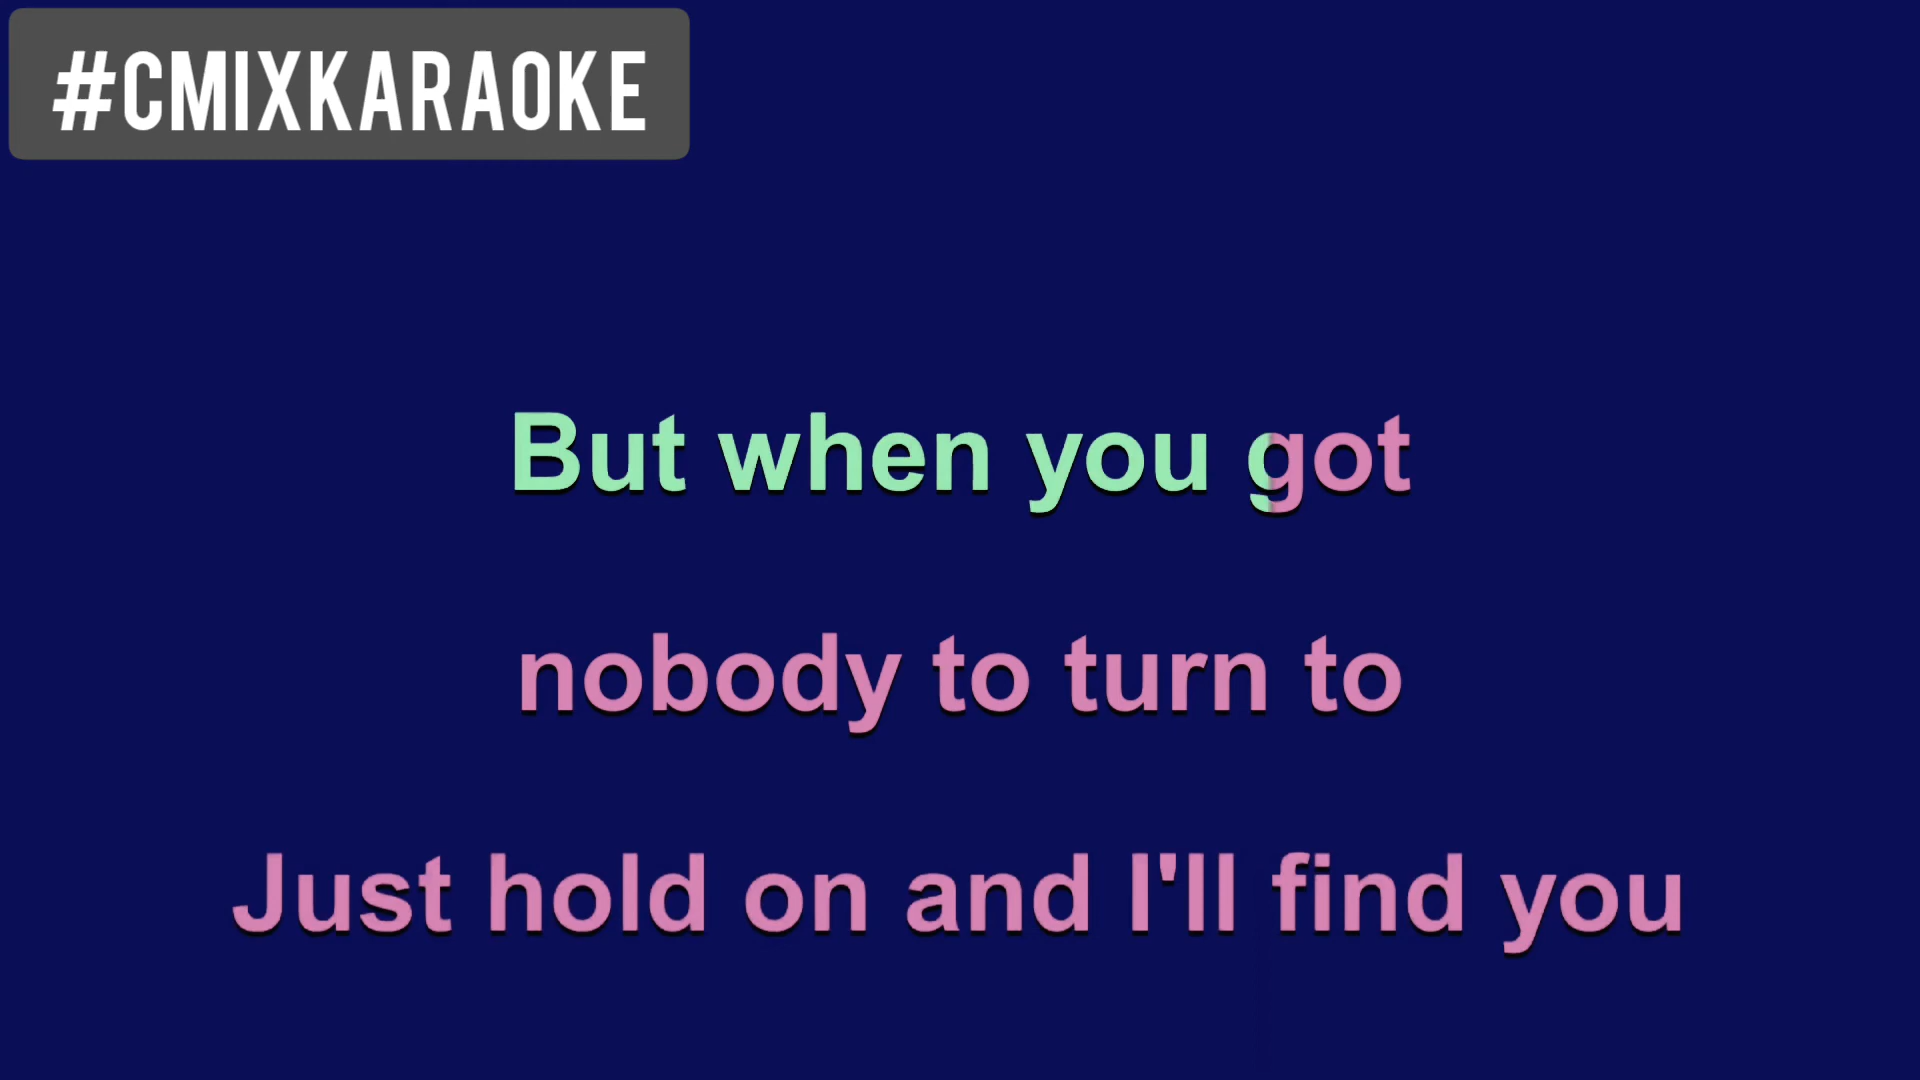 #CMIXKARAOKE
But when you got
nobody to turn to
Just hold on and I'll find you